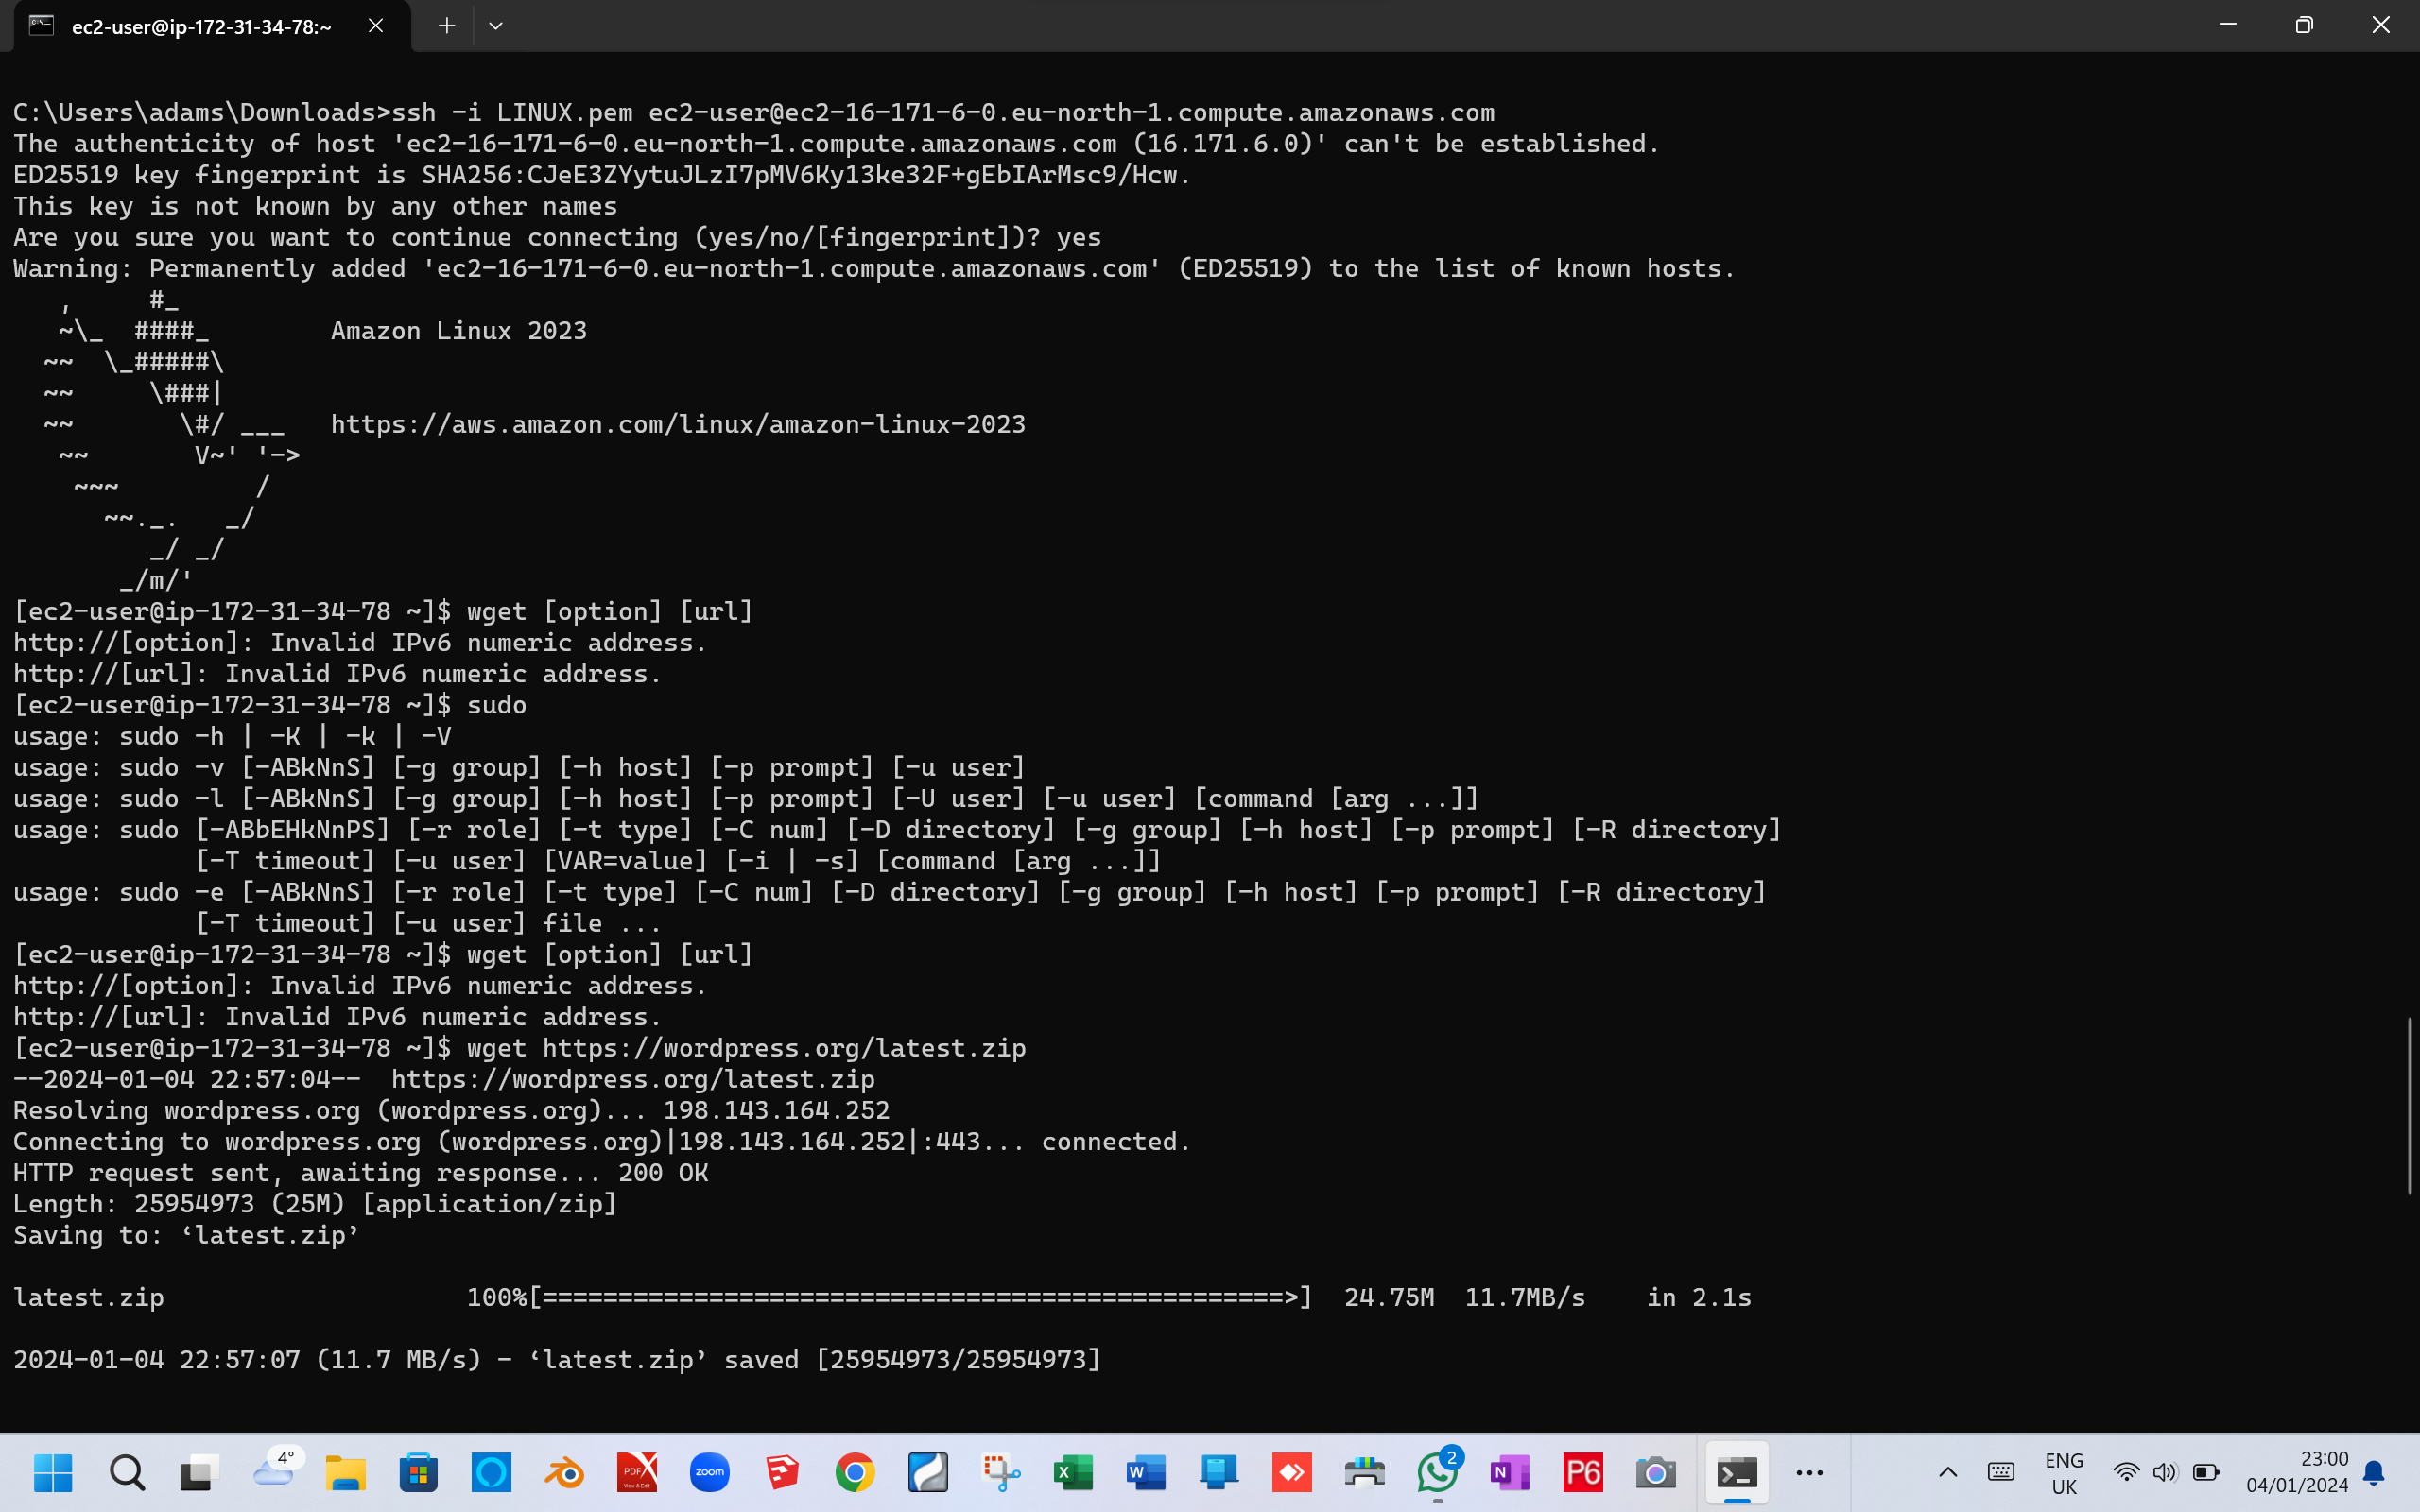 ec2-user@ip-172-31-34-78:~
C:\Users\adams\Downloads>ssh -i LINUX.pem ec2-user@ec2-16-171-6-0.eu-north-1.compute.amazonaws.com
The authenticity of host 'ec2-16-171-6-0.eu-north-1.compute.amazonaws.com (16.171.6.0)' can't be established.
ED25519 key fingerprint is SHA256:CJeE3ZYytuJLzI7pMV6Ky13ke32F+gEbIArMsc9/Hcw.
This key is not known by any other names
Are you sure you want to continue connecting (yes/no/[fingerprint])? yes
Warning: Permanently added 'ec2-16-171-6-0.eu-north-1.compute.amazonaws.com' (ED25519) to the list of known hosts.
   ,     #_
   ~\_  ####_        Amazon Linux 2023
  ~~  \_#####\
  ~~     \###|
  ~~       \#/ ___   https://aws.amazon.com/linux/amazon-linux-2023
   ~~       V~' '->
    ~~~         /
      ~~._.   _/
         _/ _/
       _/m/'
[ec2-user@ip-172-31-34-78 ~]$ wget [option] [url]
http://[option]: Invalid IPv6 numeric address.
http://[url]: Invalid IPv6 numeric address.
[ec2-user@ip-172-31-34-78 ~]$ sudo
usage: sudo -h | -K | -k | -V
usage: sudo -v [-ABkNnS] [-g group] [-h host] [-p prompt] [-u user]
usage: sudo -l [-ABkNnS] [-g group] [-h host] [-p prompt] [-U user] [-u user] [command [arg ...]]
usage: sudo [-ABbEHkNnPS] [-r role] [-t type] [-C num] [-D directory] [-g group] [-h host] [-p prompt] [-R directory]
            [-T timeout] [-u user] [VAR=value] [-i | -s] [command [arg ...]]
usage: sudo -e [-ABkNnS] [-r role] [-t type] [-C num] [-D directory] [-g group] [-h host] [-p prompt] [-R directory]
            [-T timeout] [-u user] file ...
[ec2-user@ip-172-31-34-78 ~]$ wget [option] [url]
http://[option]: Invalid IPv6 numeric address.
http://[url]: Invalid IPv6 numeric address.
[ec2-user@ip-172-31-34-78 ~]$ wget https://wordpress.org/latest.zip
--2024-01-04 22:57:04--  https://wordpress.org/latest.zip
Resolving wordpress.org (wordpress.org)... 198.143.164.252
Connecting to wordpress.org (wordpress.org)|198.143.164.252|:443... connected.
HTTP request sent, awaiting response... 200 OK
Length: 25954973 (25M) [application/zip]
Saving to: ‘latest.zip’
latest.zip                    100%[=================================================>]  24.75M  11.7MB/s    in 2.1s
2024-01-04 22:57:07 (11.7 MB/s) - ‘latest.zip’ saved [25954973/25954973]
4°
PDF
View & Edit
zoom
X
W
2
N
P6
ENG
UK
23:00
04/01/2024